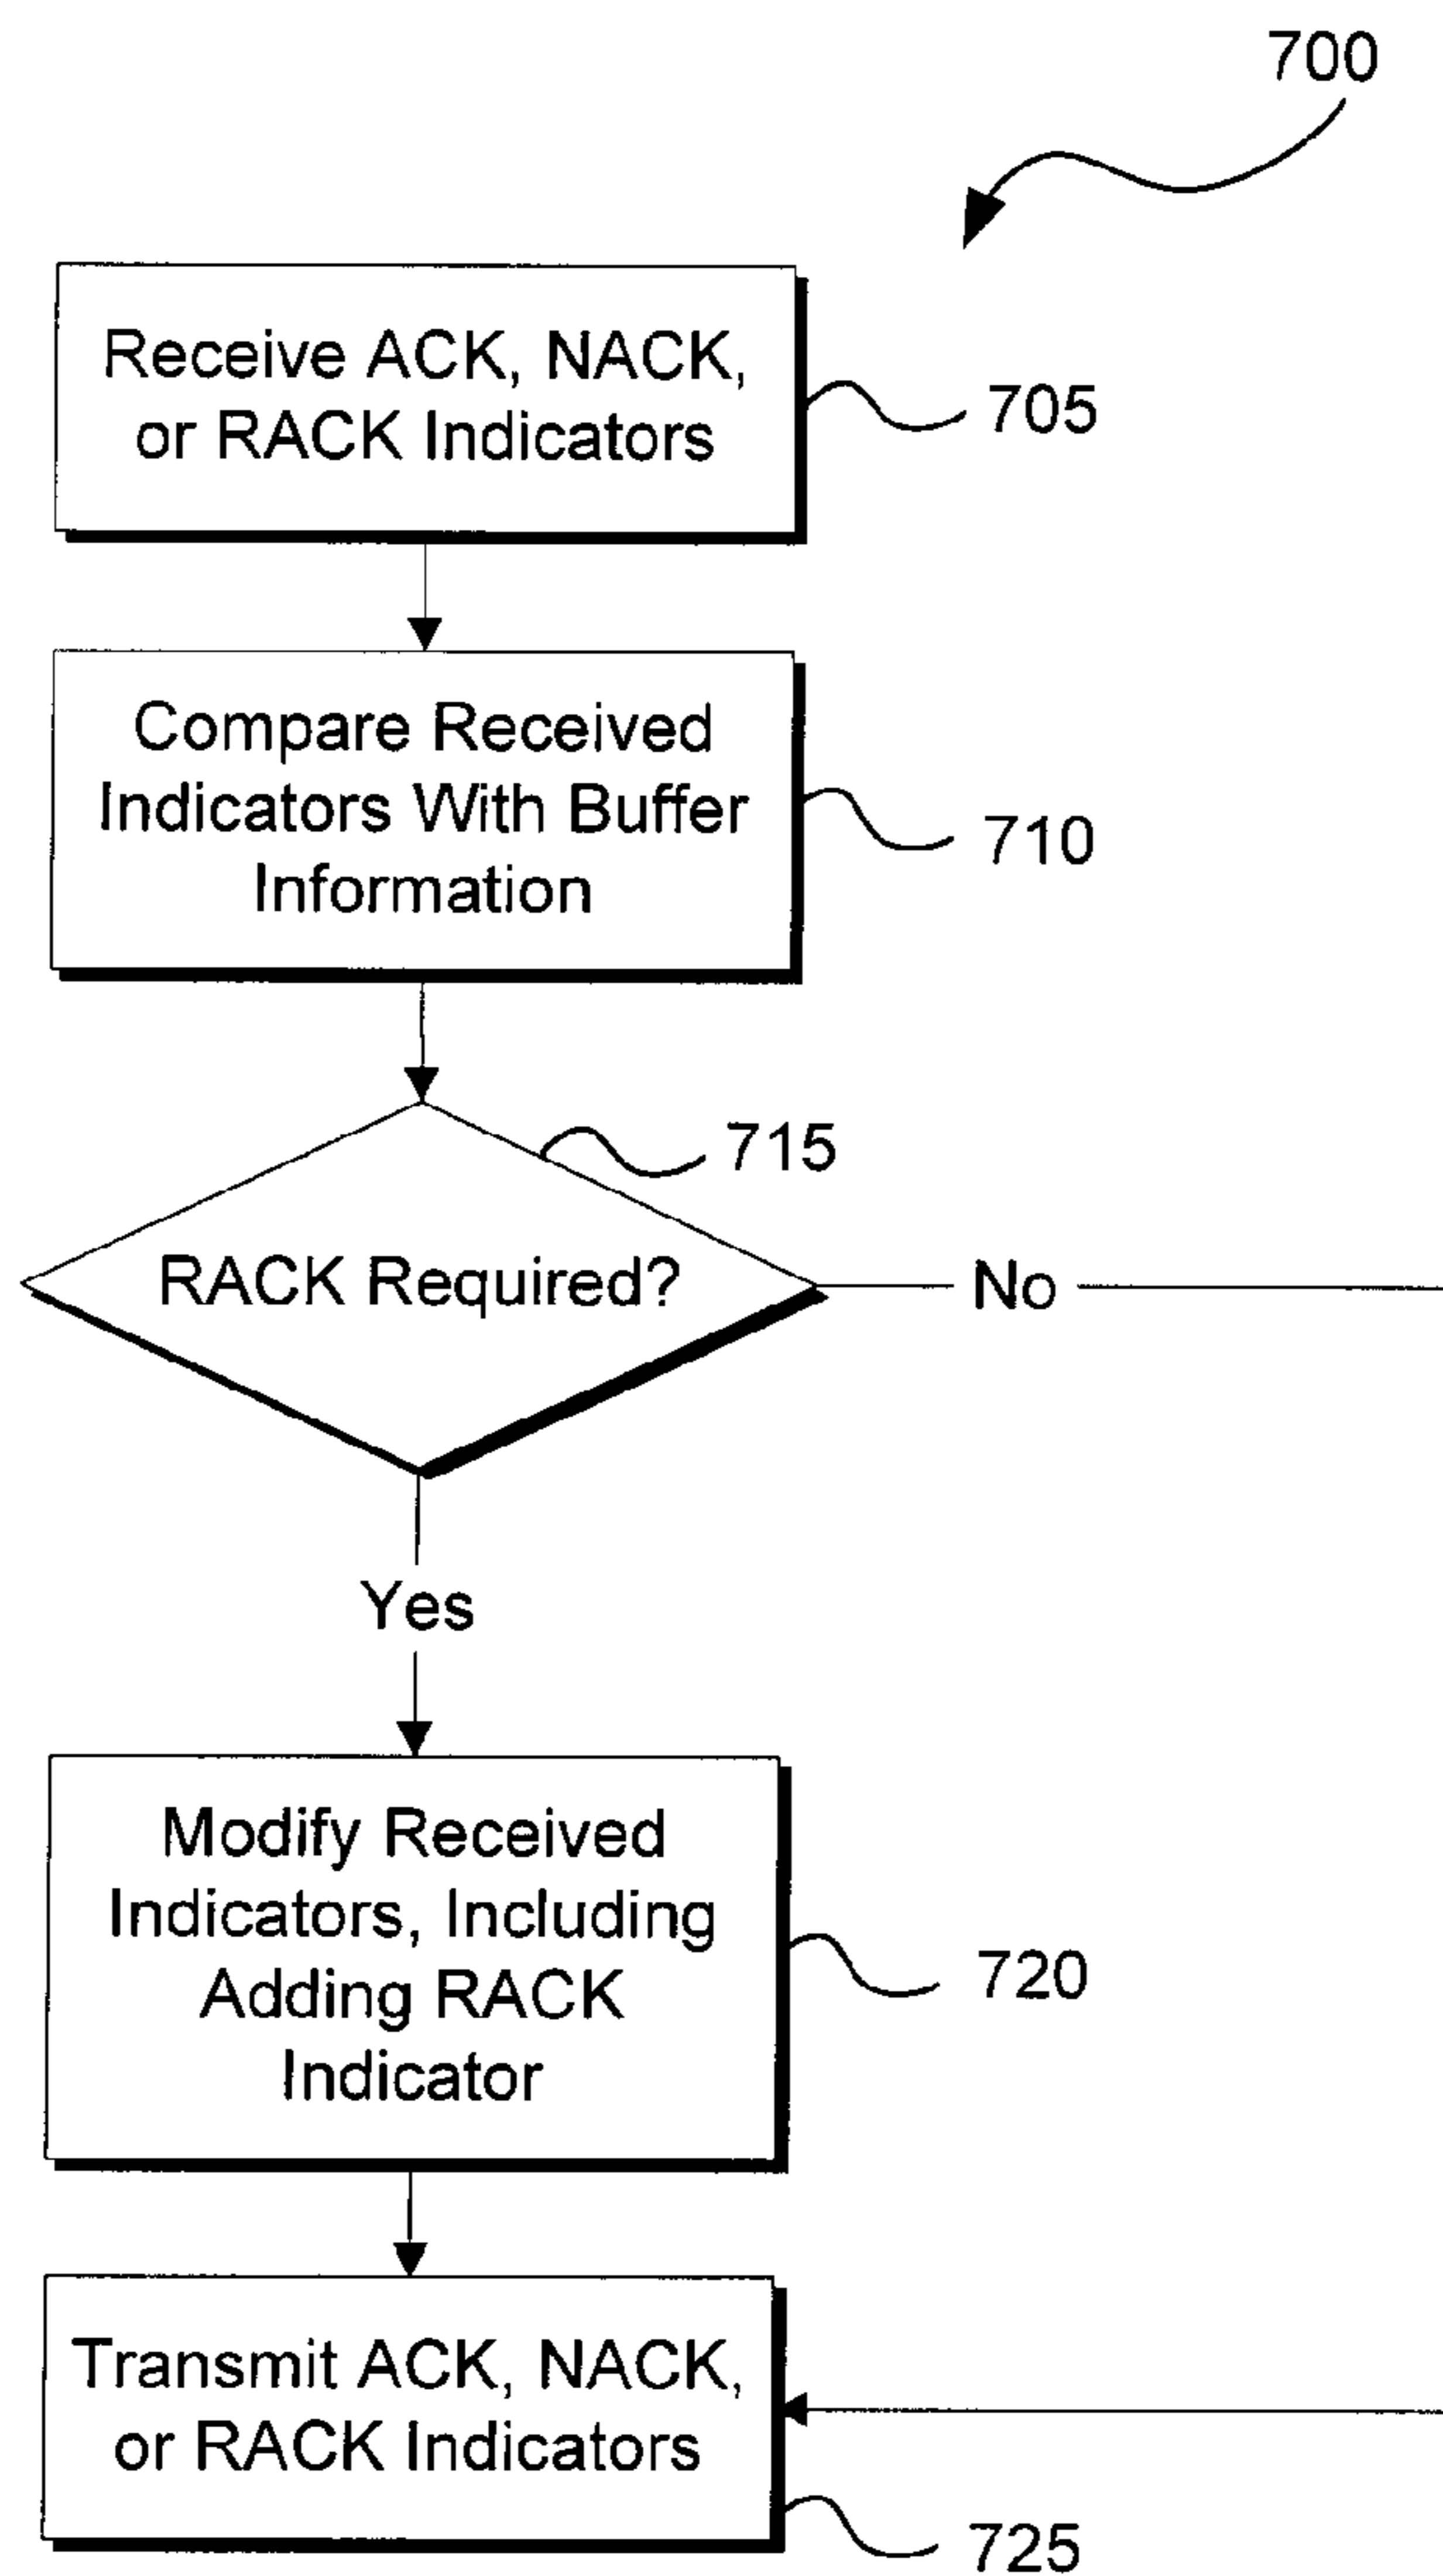 700
Receive ACK, NACK,
or RACK Indicators
705
Compare Received
Indicators With Buffer
Information
710
715
RACK Required?
No
Yes
Modify Received
Indicators, Including
Adding RACK
Indicator
720
Transmit ACK, NACK,
or RACK Indicators
725